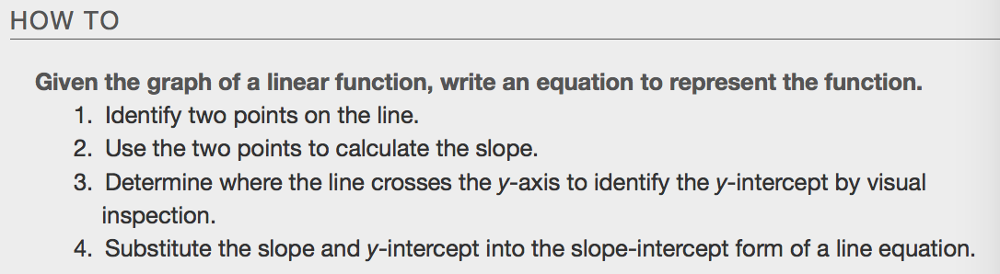 HOW TO
Given the graph of a linear function, write an equation to represent the function.
1. Identify two points on the line.
2. Use the two points to calculate the slope.
3. Determine where the line crosses the y-axis to identify the y-intercept by visual
inspection.
4. Substitute the slope and y-intercept into the slope-intercept form of a line equation.